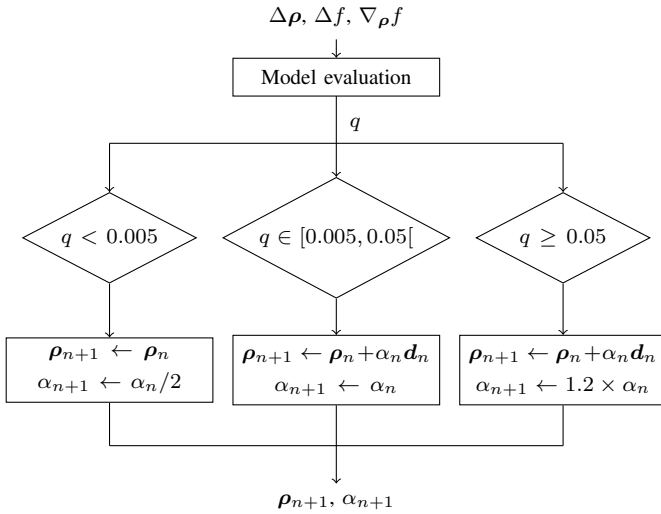 Δ𝝆, Δf, ∇𝝆f
Model evaluation
q
q < 0.005
q ∈ [0.005, 0.05[
q ≥ 0.05
𝝆n+1 ← 𝝆n
αn+1 ← αn/2
𝝆n+1 ← 𝝆n+αn𝒅n
αn+1 ← αn
𝝆n+1 ← 𝝆n+αn𝒅n
αn+1 ← 1.2 × αn
𝝆n+1, αn+1